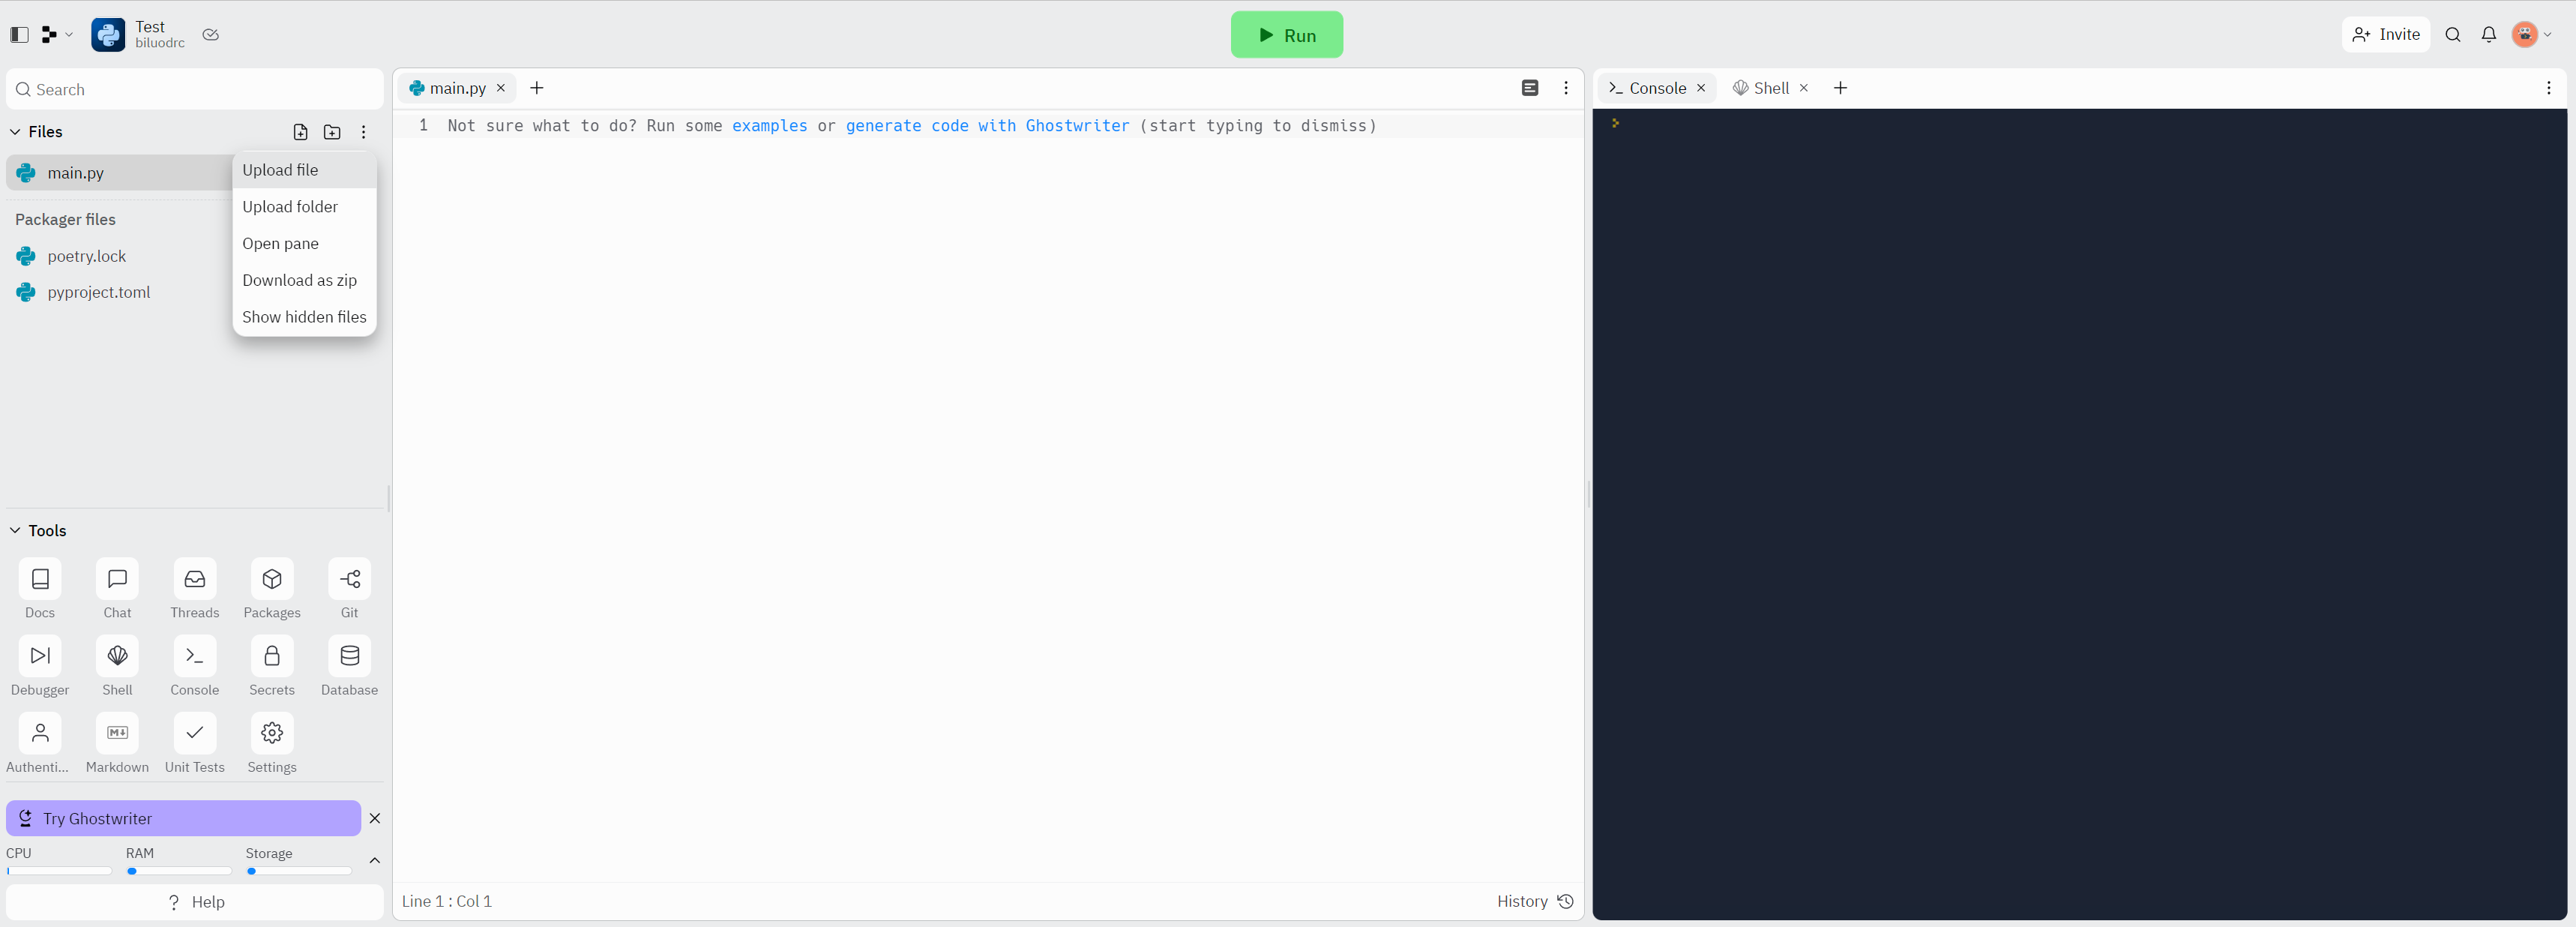 Test
biluodrc
Run
Invite
Search
Files
main.py
Upload file
Upload folder
Open pane
Download as zip
Show hidden files
Packager files
poetry.lock
pyproject.toml
Tools
Docs
Chat
Threads
Packages
Git
Debugger
Shell
Console
Secrets
Database
Authenti...
Markdown
Unit Tests
Settings
Try Ghostwriter
CPU
RAM
Storage
? Help
main.py
1 Not sure what to do? Run some examples or generate code with Ghostwriter (start typing to dismiss)
Line 1 : Col 1
History
Console
Shell